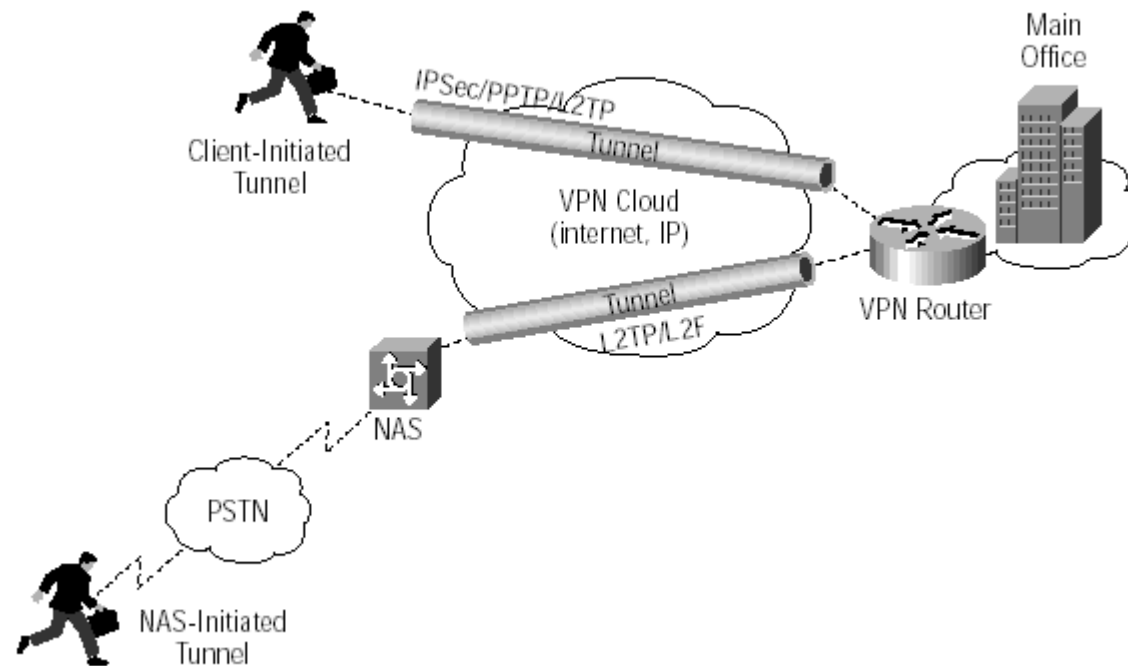 Main
Office
IPSec/PPTP/L2TP
Tunnel
Client-Initiated
Tunnel
VPN Cloud
(internet, IP)
Tunnel
L2TP/L2F
VPN Router
NAS
PSTN
NAS-Initiated
Tunnel